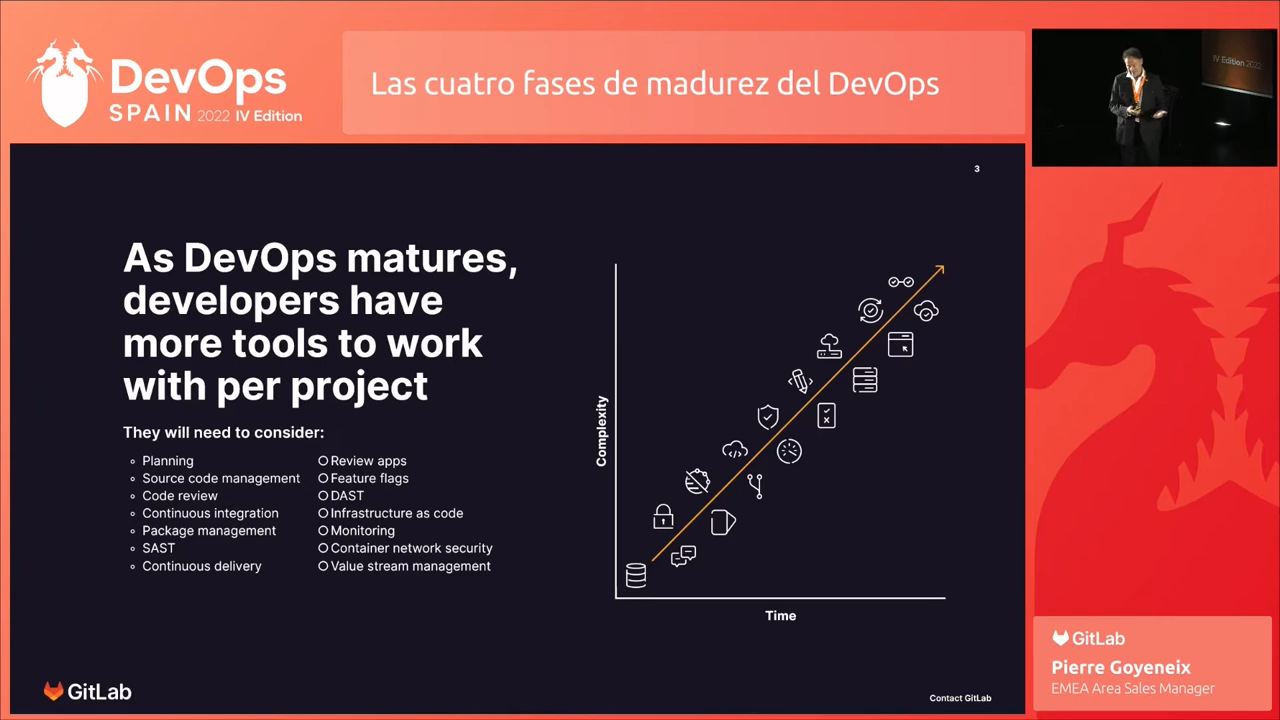 DevOps
SPAIN 2022 IV Edition
Las cuatro fases de madurez del DevOps
IV Edition 2022
3
As DevOps matures,
developers have
more tools to work
with per project
They will need to consider:
Planning
Source code management
Code review
Continuous integration
Package management
SAST
Continuous delivery
Review apps
Feature flags
DAST
Infrastructure as code
Monitoring
Container network security
Value stream management
Complexity
Time
GitLab
Contact GitLab
GitLab
Pierre Goyeneix
EMEA Area Sales Manager